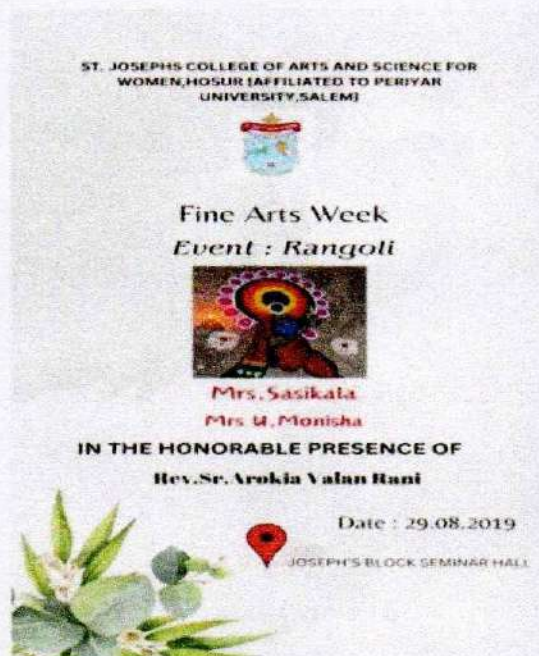 ST. JOSEPHS COLLEGE OF ARTS AND SCIENCE FOR
WOMEN,HOSUR [AFFILIATED TO PERIYAR
UNIVERSITY,SALEM]
Fine Arts Week
Event : Rangoli
Mrs.Sasikala
Mrs U.Monisha
IN THE HONORABLE PRESENCE OF
Rev.Sr.Arokia Valan Rani
Date : 29.08.2019
JOSEPH'S BLOCK SEMINAR HALL